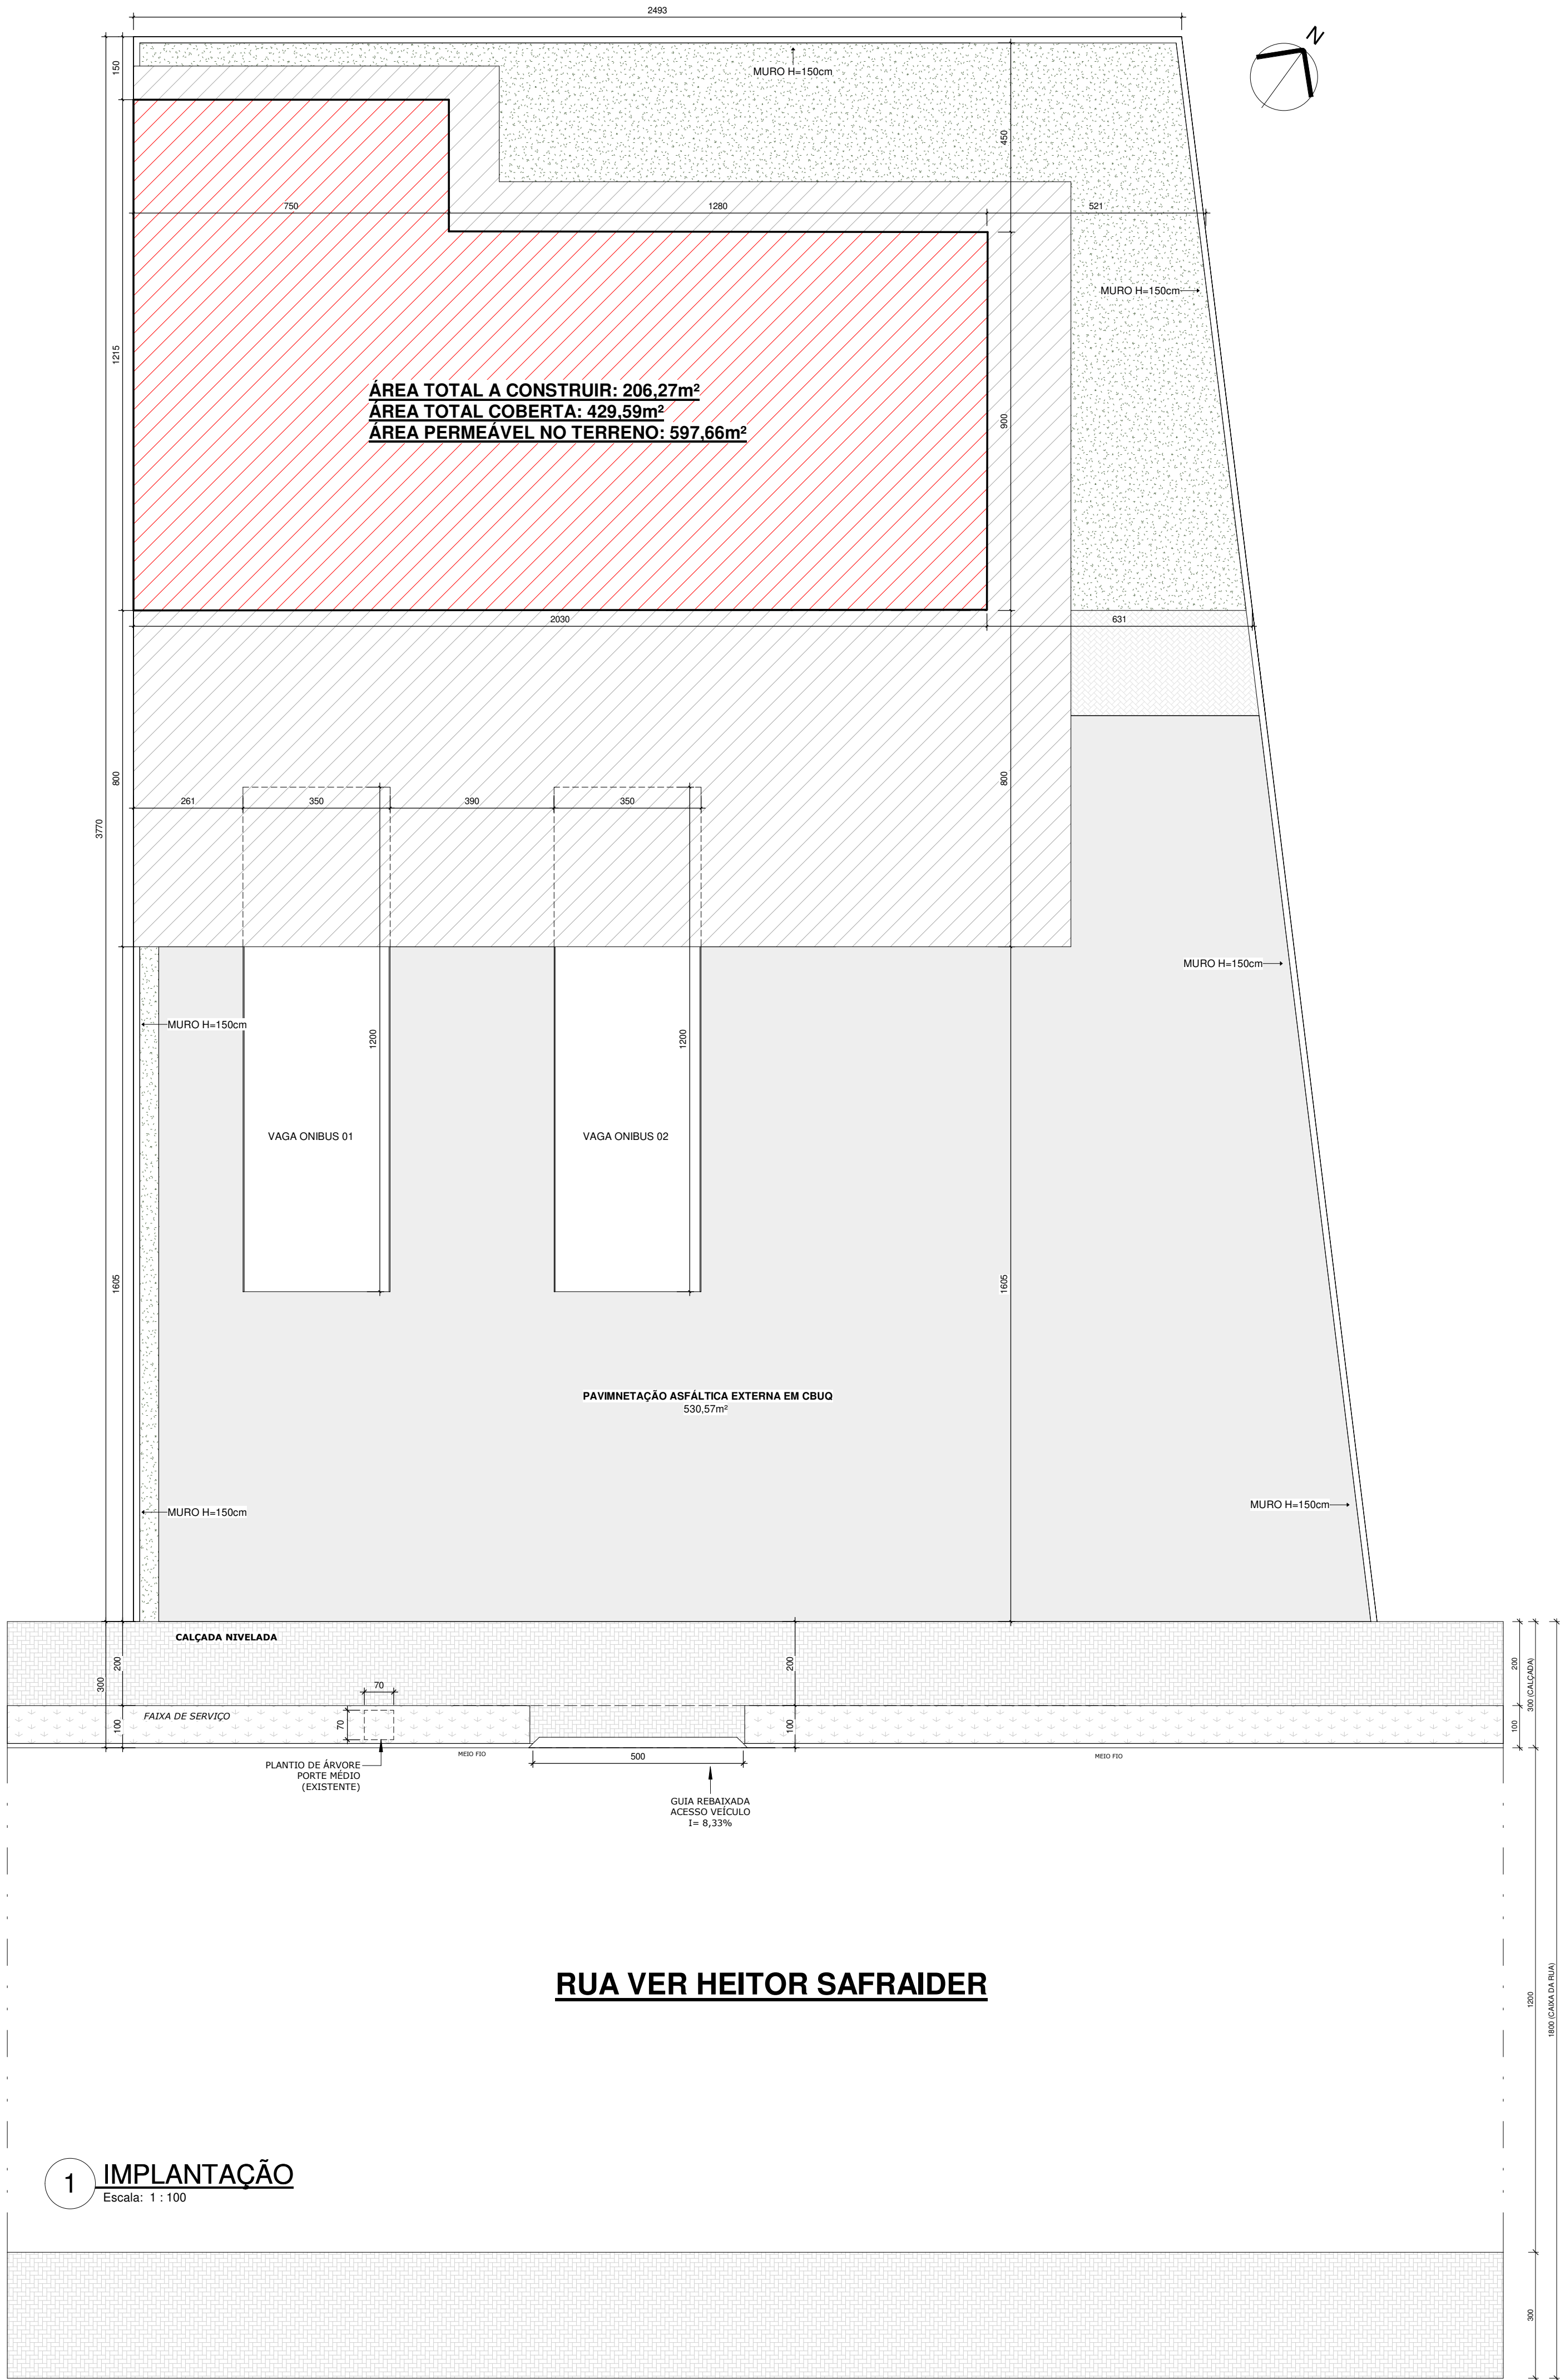 2493
N
150
MURO H=150cm
450
750
1280
521
MURO H=150cm
1215
ÁREA TOTAL A CONSTRUIR: 206,27m²
ÁREA TOTAL COBERTA: 429,59m²
ÁREA PERMEÁVEL NO TERRENO: 597,66m²
900
2030
631
800
800
261
350
390
350
3770
MURO H=150cm
MURO H=150cm
1200
1200
VAGA ONIBUS 01
VAGA ONIBUS 02
1605
1605
PAVIMNETAÇÃO ASFÁLTICA EXTERNA EM CBUQ
530,57m²
MURO H=150cm
MURO H=150cm
CALÇADA NIVELADA
200
200
200
300
300 (CALÇADA)
70
FAIXA DE SERVIÇO
70
100
100
100
MEIO FIO
500
MEIO FIO
PLANTIO DE ÁRVORE
PORTE MÉDIO
(EXISTENTE)
GUIA REBAIXADA
ACESSO VEÍCULO
I= 8,33%
RUA VER HEITOR SAFRAIDER
1200
1800 (CAIXA DA RUA)
1
IMPLANTAÇÃO
Escala: 1 : 100
300